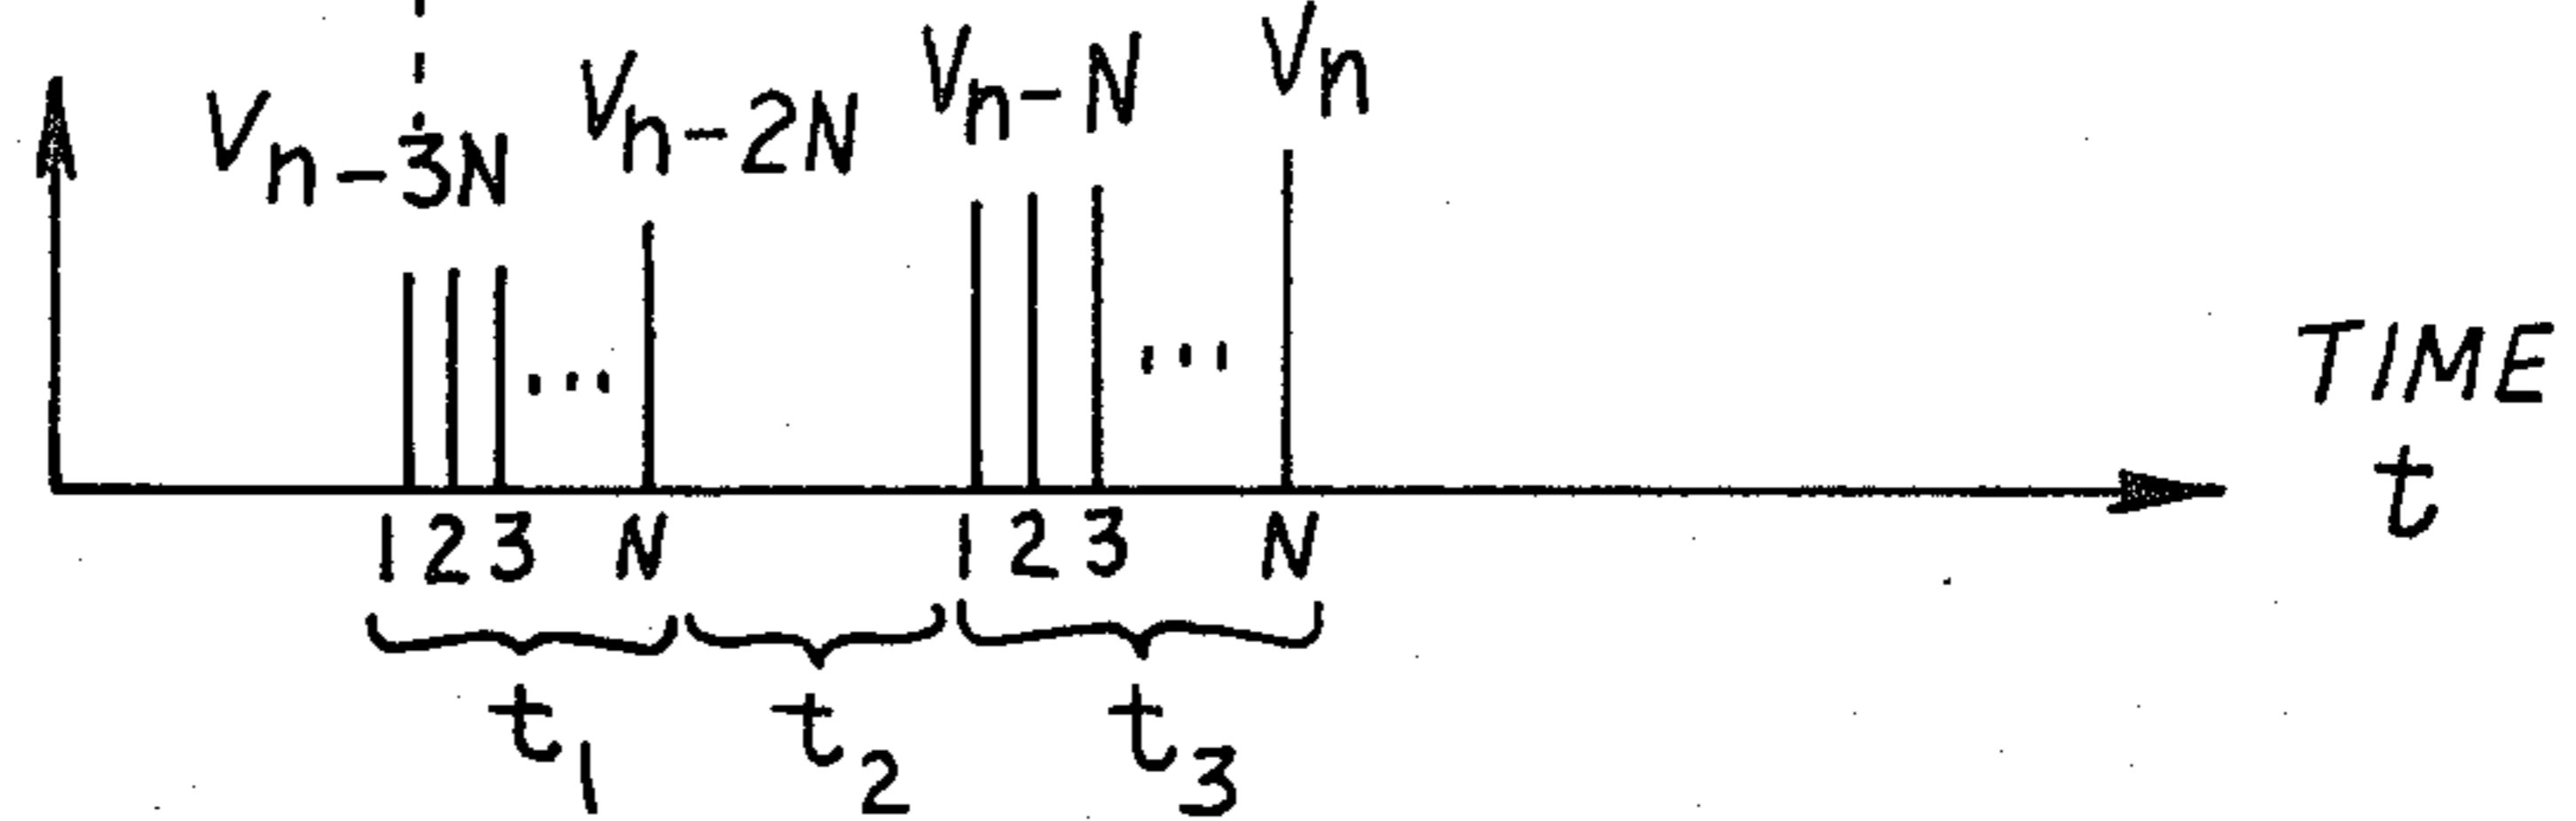 Vn-3N Vn-2N Vn-N Vn
... ...
TIME
t
1 2 3 N 1 2 3 N
t1 t2 t3